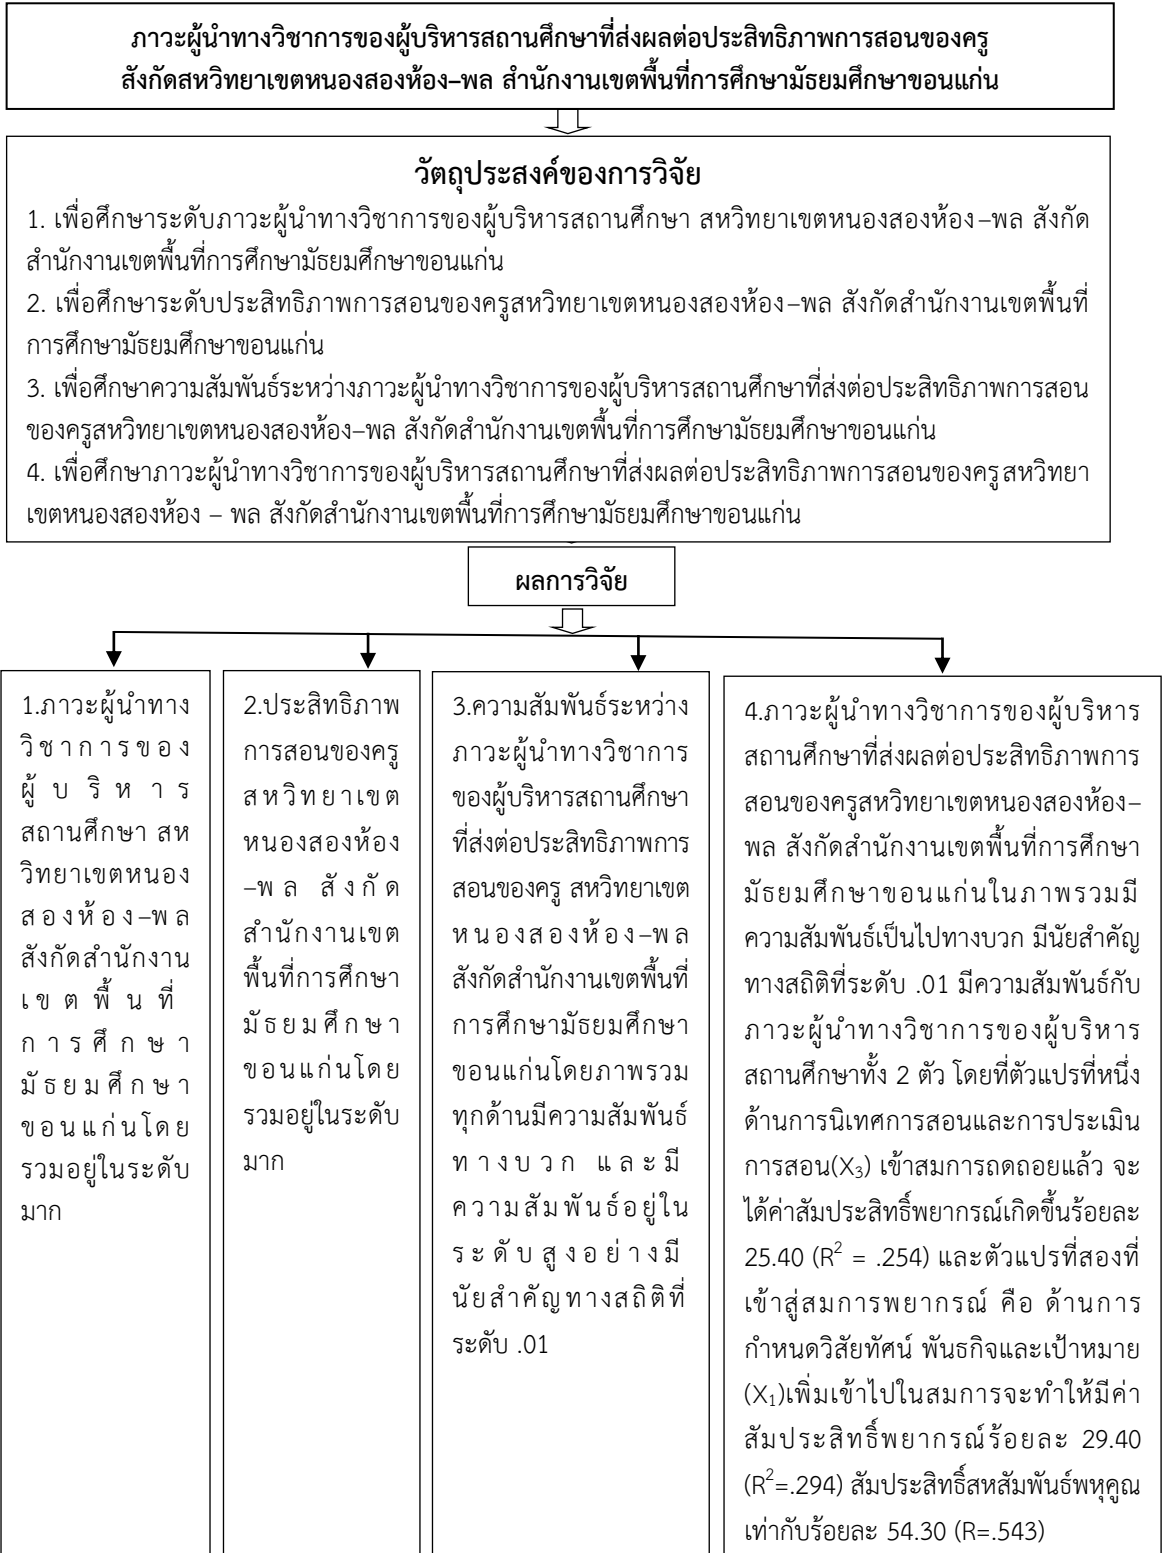 ภาวะผู้นำทางวิชาการของผู้บริหารสถานศึกษาที่ส่งผลต่อประสิทธิภาพการสอนของครู
สังกัดสหวิทยาเขตหนองสองห้อง–พล สำนักงานเขตพื้นที่การศึกษามัธยมศึกษาขอนแก่น
วัตถุประสงค์ของการวิจัย
1. เพื่อศึกษาระดับภาวะผู้นำทางวิชาการของผู้บริหารสถานศึกษา สหวิทยาเขตหนองสองห้อง–พล สังกัด
สำนักงานเขตพื้นที่การศึกษามัธยมศึกษาขอนแก่น
2. เพื่อศึกษาระดับประสิทธิภาพการสอนของครูสหวิทยาเขตหนองสองห้อง–พล สังกัดสำนักงานเขตพื้นที่
การศึกษามัธยมศึกษาขอนแก่น
3. เพื่อศึกษาความสัมพันธ์ระหว่างภาวะผู้นำทางวิชาการของผู้บริหารสถานศึกษาที่ส่งต่อประสิทธิภาพการสอน
ของครูสหวิทยาเขตหนองสองห้อง–พล สังกัดสำนักงานเขตพื้นที่การศึกษามัธยมศึกษาขอนแก่น
4. เพื่อศึกษาภาวะผู้นำทางวิชาการของผู้บริหารสถานศึกษาที่ส่งผลต่อประสิทธิภาพการสอนของครูสหวิทยา
เขตหนองสองห้อง – พล สังกัดสำนักงานเขตพื้นที่การศึกษามัธยมศึกษาขอนแก่น
ผลการวิจัย
1.ภาวะผู้นำทาง
วิชาการของ
ผู้บริหาร
สถานศึกษา สห
วิทยาเขตหนอง
สองห้อง–พล
สังกัดสำนักงาน
เขตพื้นที่
การศึกษา
มัธยมศึกษา
ขอนแก่นโดย
รวมอยู่ในระดับ
มาก
2.ประสิทธิภาพ
การสอนของครู
สหวิทยาเขต
หนองสองห้อง
–พล สังกัด
สำนักงานเขต
พื้นที่การศึกษา
มัธยมศึกษา
ขอนแก่นโดย
รวมอยู่ในระดับ
มาก
3.ความสัมพันธ์ระหว่าง
ภาวะผู้นำทางวิชาการ
ของผู้บริหารสถานศึกษา
ที่ส่งต่อประสิทธิภาพการ
สอนของครู สหวิทยาเขต
หนองสองห้อง–พล
สังกัดสำนักงานเขตพื้นที่
การศึกษามัธยมศึกษา
ขอนแก่นโดยภาพรวม
ทุกด้านมีความสัมพันธ์
ทางบวก และมี
ความสัมพันธ์อยู่ใน
ระดับสูงอย่างมี
นัยสำคัญทางสถิติที่
ระดับ .01
4.ภาวะผู้นำทางวิชาการของผู้บริหาร
สถานศึกษาที่ส่งผลต่อประสิทธิภาพการ
สอนของครูสหวิทยาเขตหนองสองห้อง–
พล สังกัดสำนักงานเขตพื้นที่การศึกษา
มัธยมศึกษาขอนแก่นในภาพรวมมี
ความสัมพันธ์เป็นไปทางบวก มีนัยสำคัญ
ทางสถิติที่ระดับ .01 มีความสัมพันธ์กับ
ภาวะผู้นำทางวิชาการของผู้บริหาร
สถานศึกษาทั้ง 2 ตัว โดยที่ตัวแปรที่หนึ่ง
ด้านการนิเทศการสอนและการประเมิน
การสอน(X₃) เข้าสมการถดถอยแล้ว จะ
ได้ค่าสัมประสิทธิ์พยากรณ์เกิดขึ้นร้อยละ
25.40 (R² = .254) และตัวแปรที่สองที่
เข้าสู่สมการพยากรณ์ คือ ด้านการ
กำหนดวิสัยทัศน์ พันธกิจและเป้าหมาย
(X₁)เพิ่มเข้าไปในสมการจะทำให้มีค่า
สัมประสิทธิ์พยากรณ์ร้อยละ 29.40
(R²=.294) สัมประสิทธิ์สหสัมพันธ์พหุคูณ
เท่ากับร้อยละ 54.30 (R=.543)